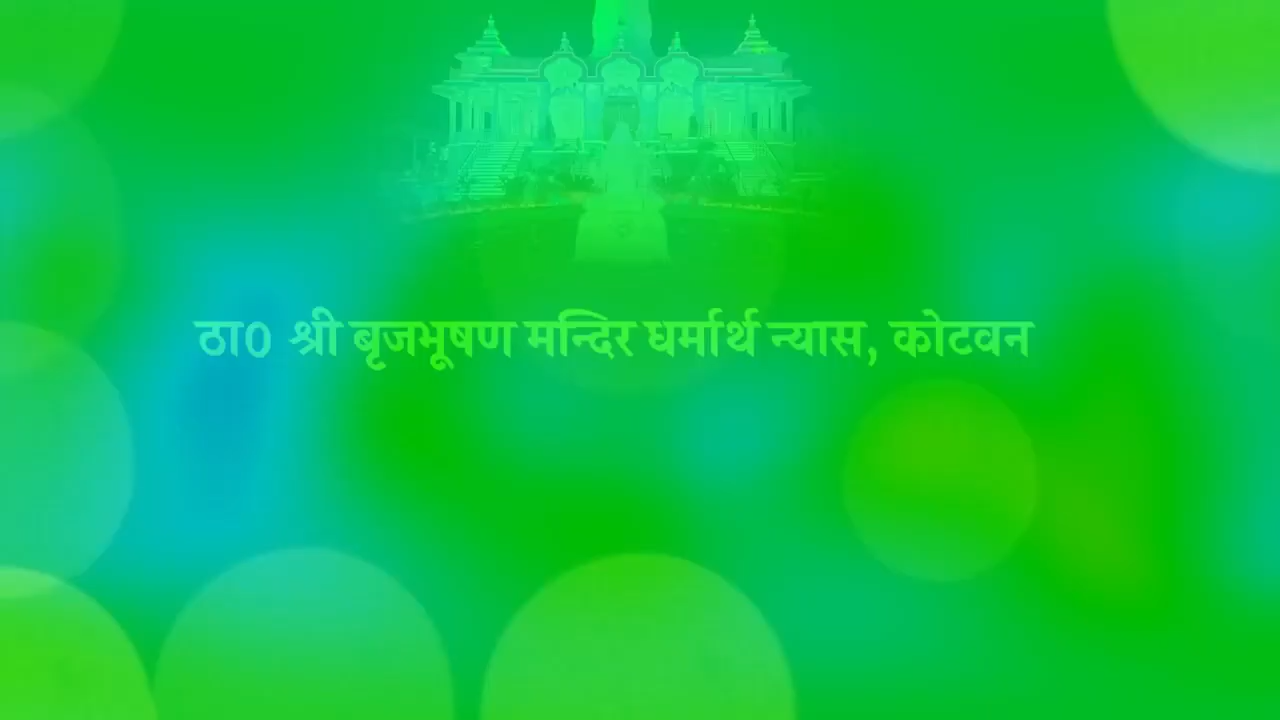 ठा0 श्री बृजभूषण मन्दिर धर्मार्थ न्यास, कोटवन